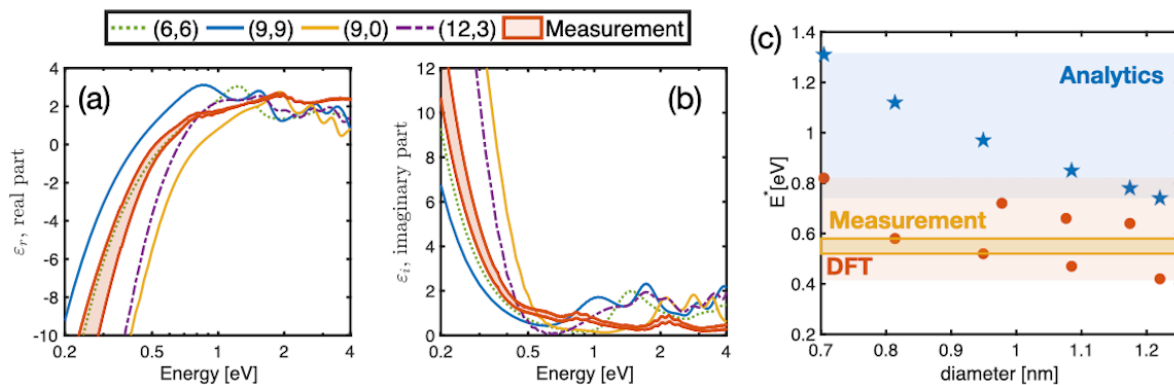 (6,6) (9,9) (9,0) (12,3) Measurement
(a)
4
2
0
-2
-4
-6
-8
-10
εr, real part
0.2 0.5 1 2 4
Energy [eV]
(b)
12
10
8
6
4
2
0
εi, imaginary part
0.2 0.5 1 2 4
Energy [eV]
(c)
1.4
1.2
1
0.8
0.6
0.4
0.2
E* [eV]
Analytics
Measurement
DFT
0.7 0.8 0.9 1 1.1 1.2
diameter [nm]